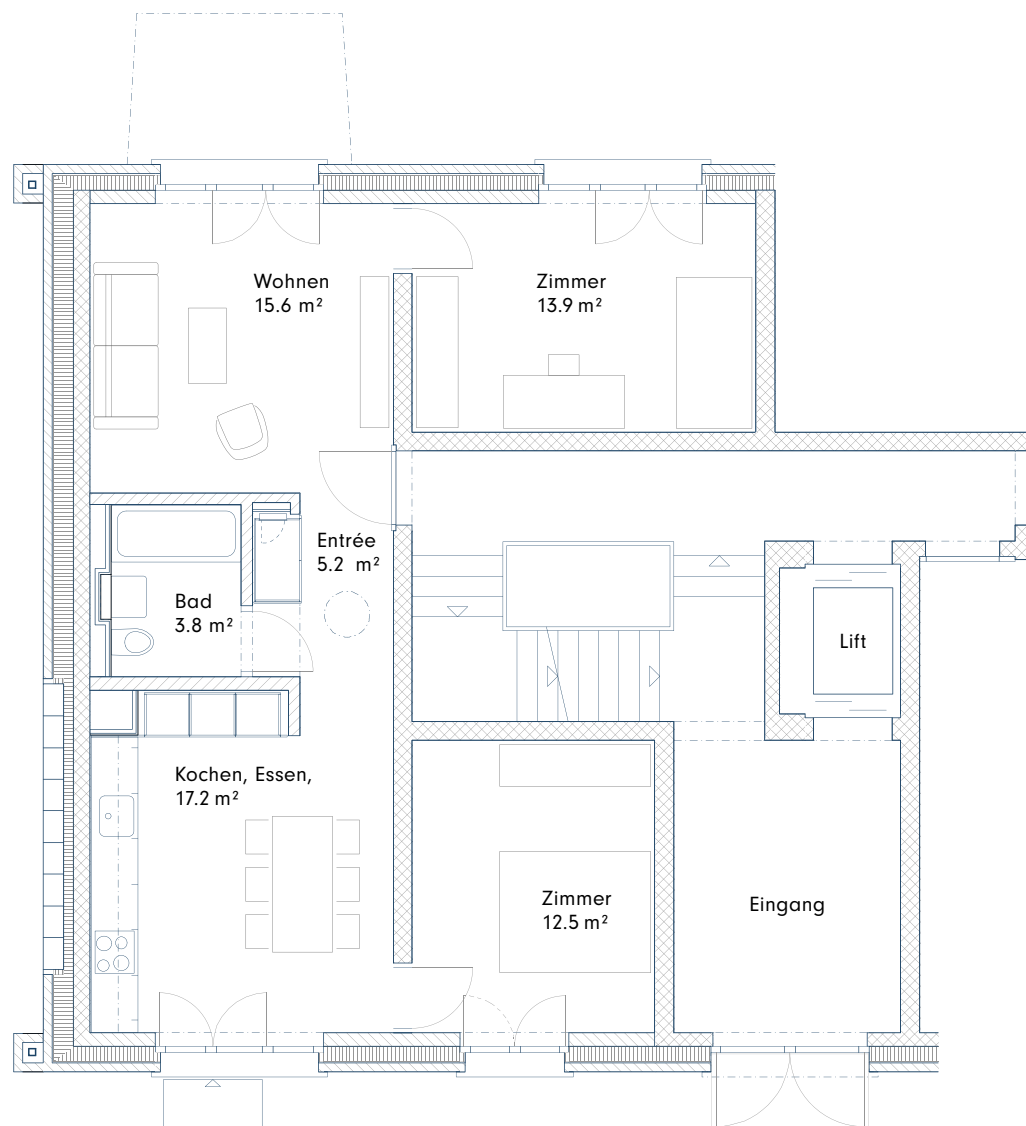 Wohnen
15.6 m²
Zimmer
13.9 m²
Entrée
5.2 m²
Bad
3.8 m²
Lift
Kochen, Essen,
17.2 m²
Zimmer
12.5 m²
Eingang